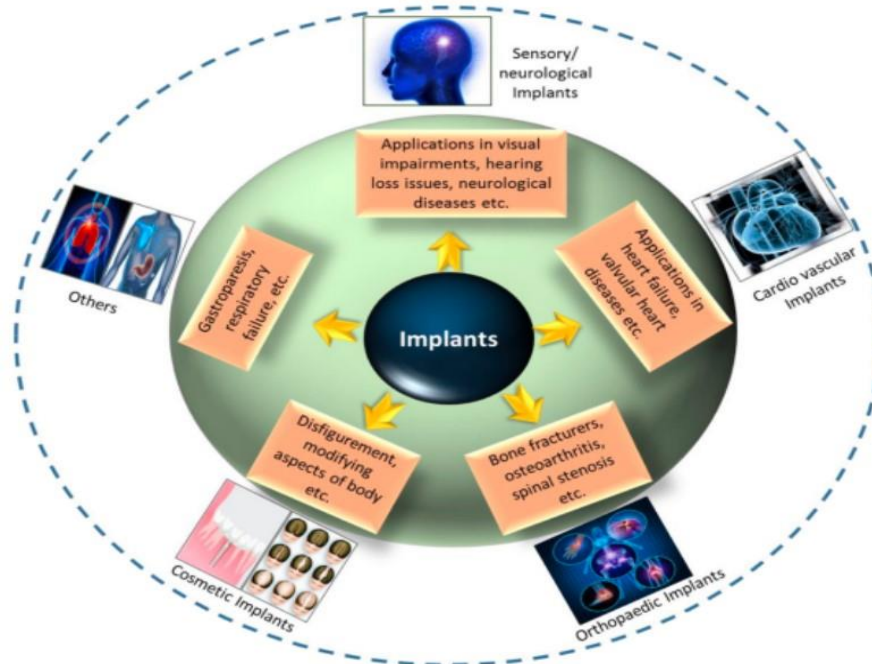 Sensory/
neurological
Implants
Applications in visual
impairments, hearing
loss issues, neurological
diseases etc.
Applications in
heart failure,
valvular heart
diseases etc.
Cardio vascular
Implants
Gastroparesis,
respiratory
failure, etc.
Others
Implants
Disfigurement,
modifying
aspects of body
etc.
Cosmetic Implants
Bone fracturers,
osteoarthritis,
spinal stenosis
etc.
Orthopaedic Implants